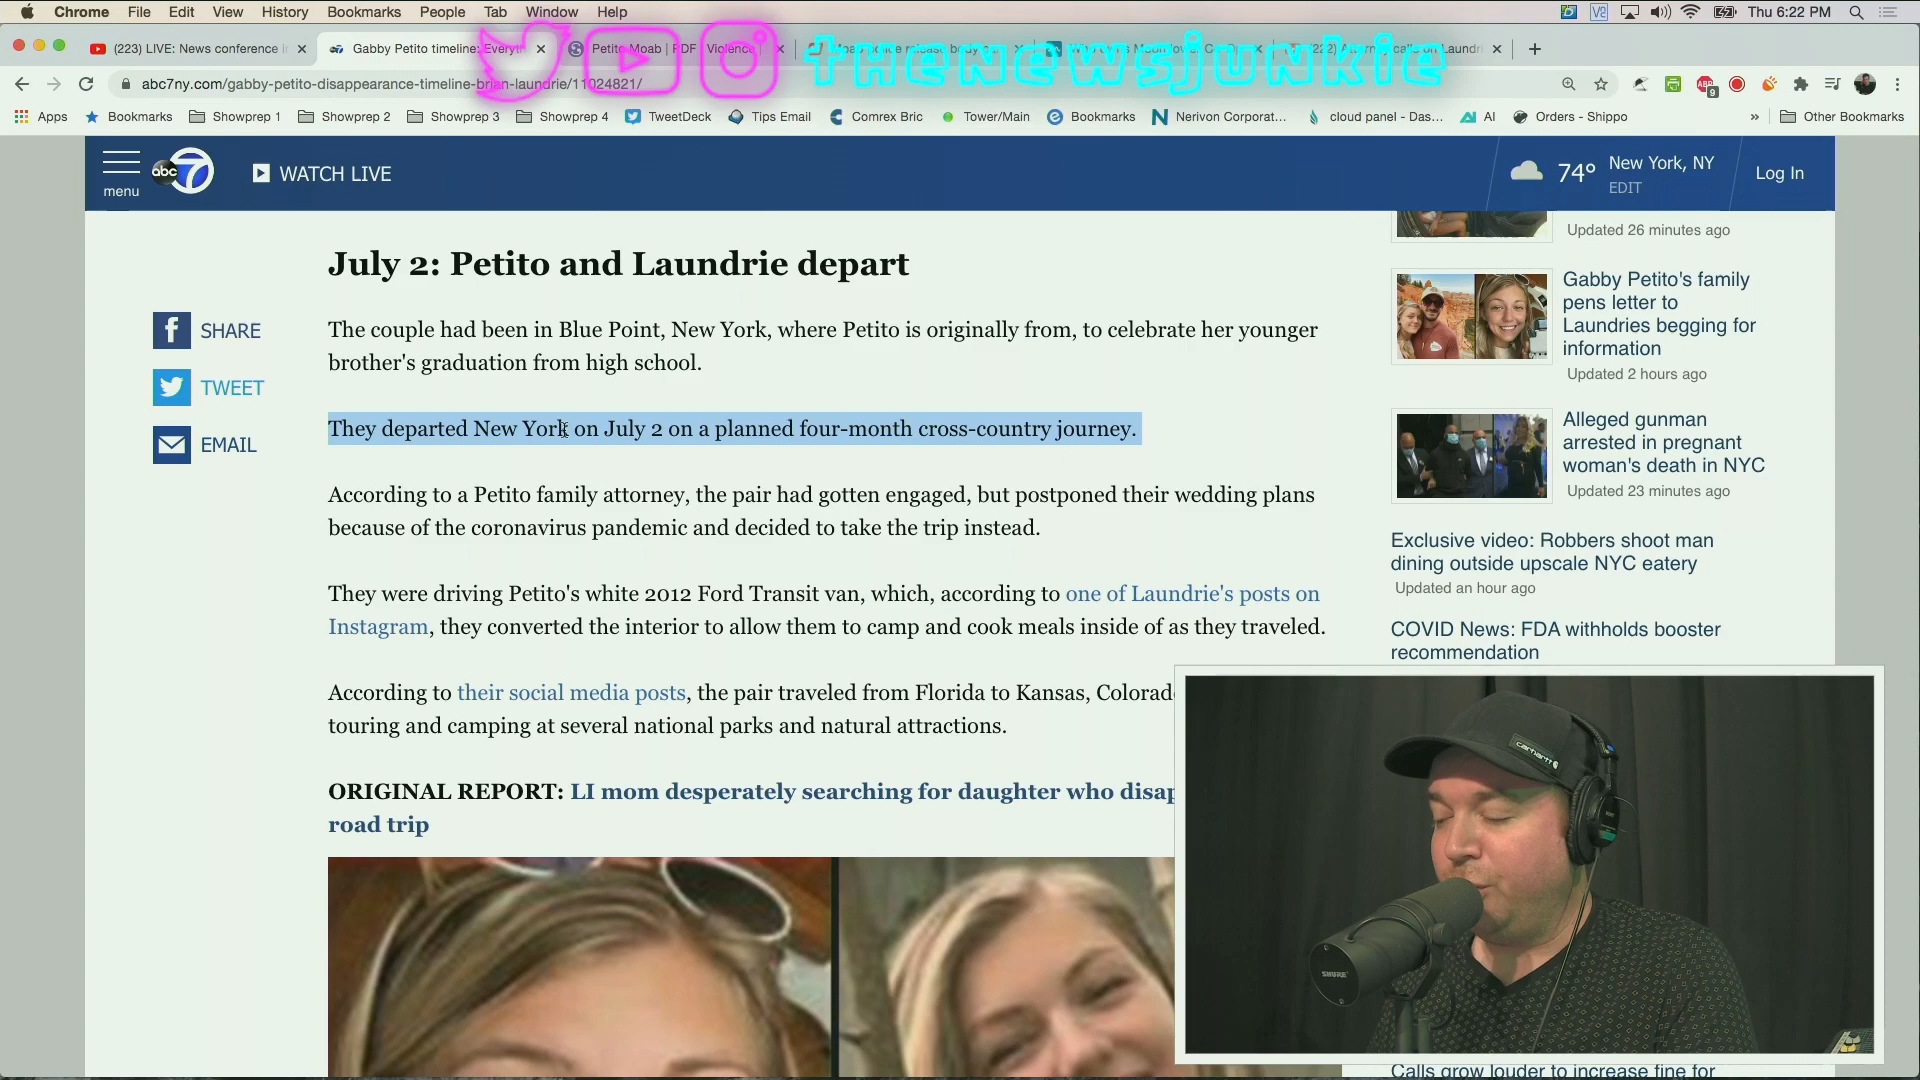 Chrome File Edit View History Bookmarks People Tab Window Help
Thu 6:22 PM
(223) LIVE: News conference i
Gabby Petito timeline: Everyt
Petito Moab | PDF | Violence
thenewsjunkie
abc7ny.com/gabby-petito-disappearance-timeline-brian-laundrie/11024821/
Apps Bookmarks Showprep 1 Showprep 2 Showprep 3 Showprep 4 TweetDeck Tips Email Comrex Bric Tower/Main Bookmarks Nerivon Corporat... cloud panel - Das... AI Orders - Shippo » Other Bookmarks
menu
abc 7
WATCH LIVE
74° New York, NY
EDIT
Log In
July 2: Petito and Laundrie depart
SHARE
TWEET
EMAIL
The couple had been in Blue Point, New York, where Petito is originally from, to celebrate her younger
brother's graduation from high school.
They departed New York on July 2 on a planned four-month cross-country journey.
According to a Petito family attorney, the pair had gotten engaged, but postponed their wedding plans
because of the coronavirus pandemic and decided to take the trip instead.
They were driving Petito's white 2012 Ford Transit van, which, according to one of Laundrie's posts on
Instagram, they converted the interior to allow them to camp and cook meals inside of as they traveled.
According to their social media posts, the pair traveled from Florida to Kansas, Colorad
touring and camping at several national parks and natural attractions.
ORIGINAL REPORT: LI mom desperately searching for daughter who disap
road trip
Updated 26 minutes ago
Gabby Petito's family
pens letter to
Laundries begging for
information
Updated 2 hours ago
Alleged gunman
arrested in pregnant
woman's death in NYC
Updated 23 minutes ago
Exclusive video: Robbers shoot man
dining outside upscale NYC eatery
Updated an hour ago
COVID News: FDA withholds booster
recommendation
carhartt
SHURE
Calls grow louder to increase fine for